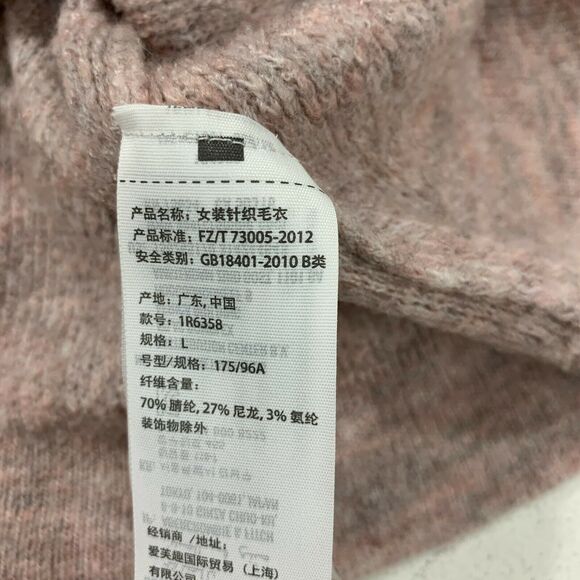 产品名称：女装针织毛衣
产品标准：FZ/T 73005-2012
安全类别：GB18401-2010 B类
产地：广东, 中国
款号：1R6358
规格：L
号型/规格：175/96A
纤维含量：
70% 腈纶, 27% 尼龙, 3% 氨纶
装饰物除外
经销商 /地址：
爱芙趣国际贸易（上海）
有限公司